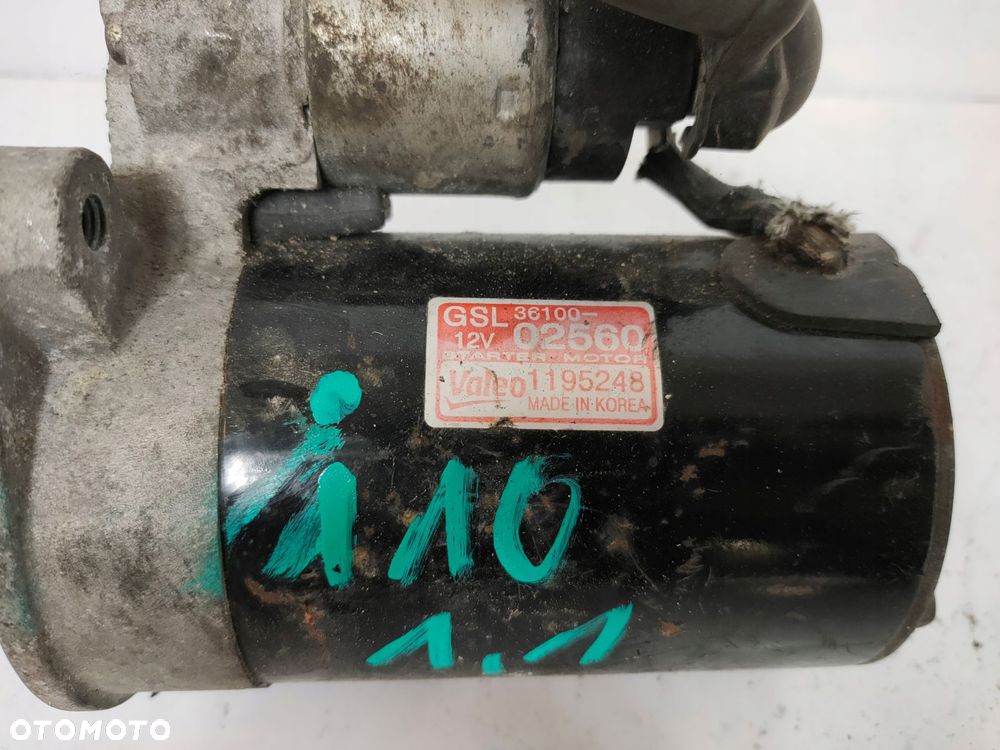 GSL 36100-
12V 02560
STARTER MOTOR
Valeo 1195248
MADE IN KOREA
i10
1.1
OTOMOTO